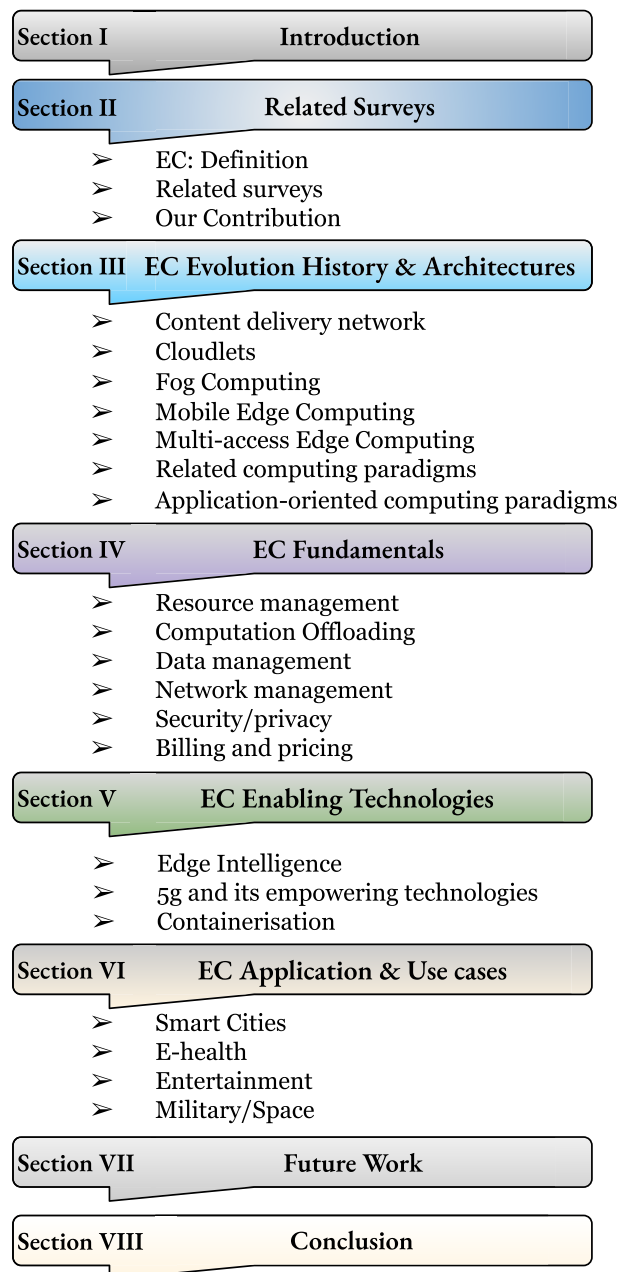 Section I Introduction
Section II Related Surveys
➢ EC: Definition
➢ Related surveys
➢ Our Contribution
Section III EC Evolution History & Architectures
➢ Content delivery network
➢ Cloudlets
➢ Fog Computing
➢ Mobile Edge Computing
➢ Multi-access Edge Computing
➢ Related computing paradigms
➢ Application-oriented computing paradigms
Section IV EC Fundamentals
➢ Resource management
➢ Computation Offloading
➢ Data management
➢ Network management
➢ Security/privacy
➢ Billing and pricing
Section V EC Enabling Technologies
➢ Edge Intelligence
➢ 5g and its empowering technologies
➢ Containerisation
Section VI EC Application & Use cases
➢ Smart Cities
➢ E-health
➢ Entertainment
➢ Military/Space
Section VII Future Work
Section VIII Conclusion